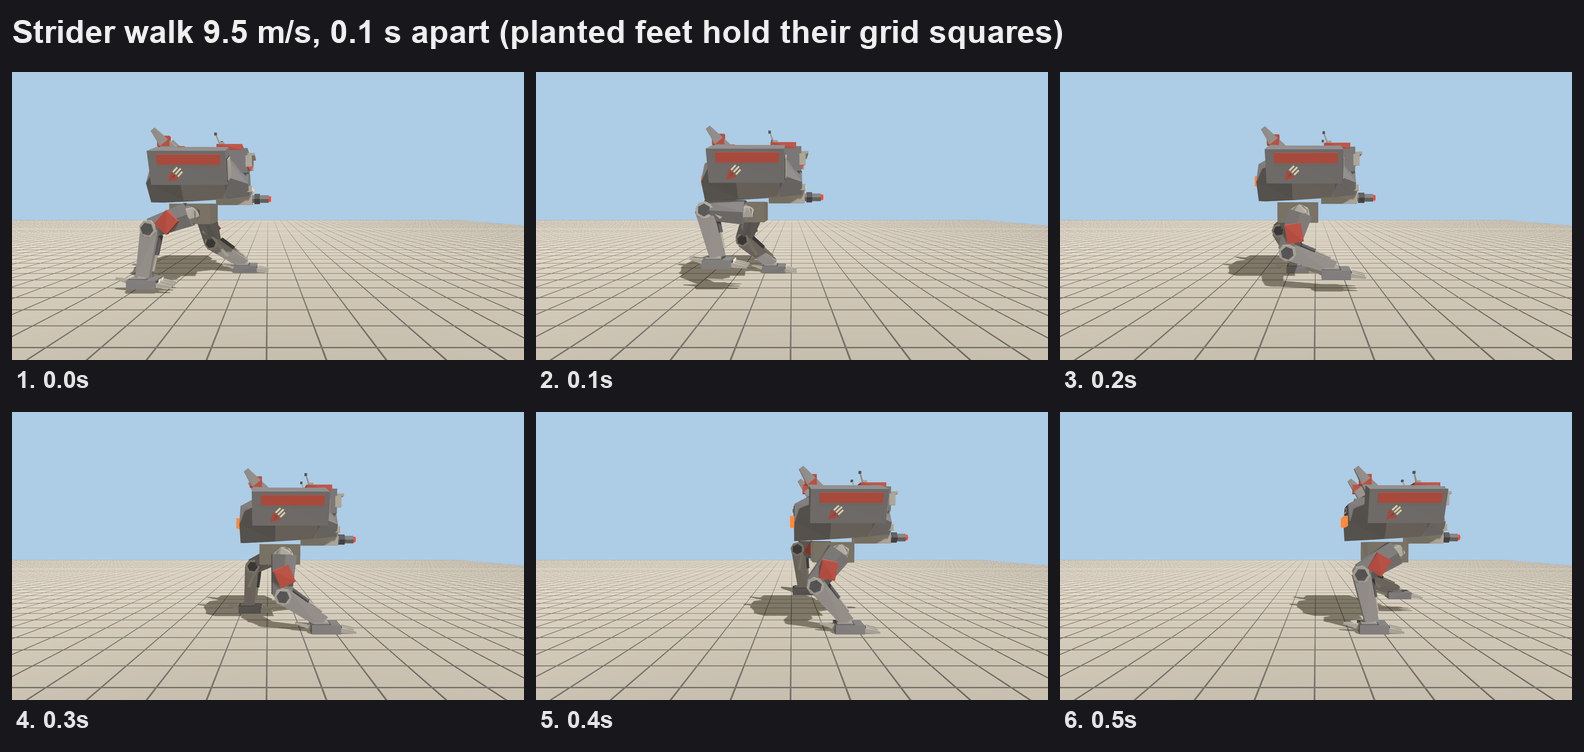 Strider walk 9.5 m/s, 0.1 s apart (planted feet hold their grid squares)
1. 0.0s
2. 0.1s
3. 0.2s
4. 0.3s
5. 0.4s
6. 0.5s